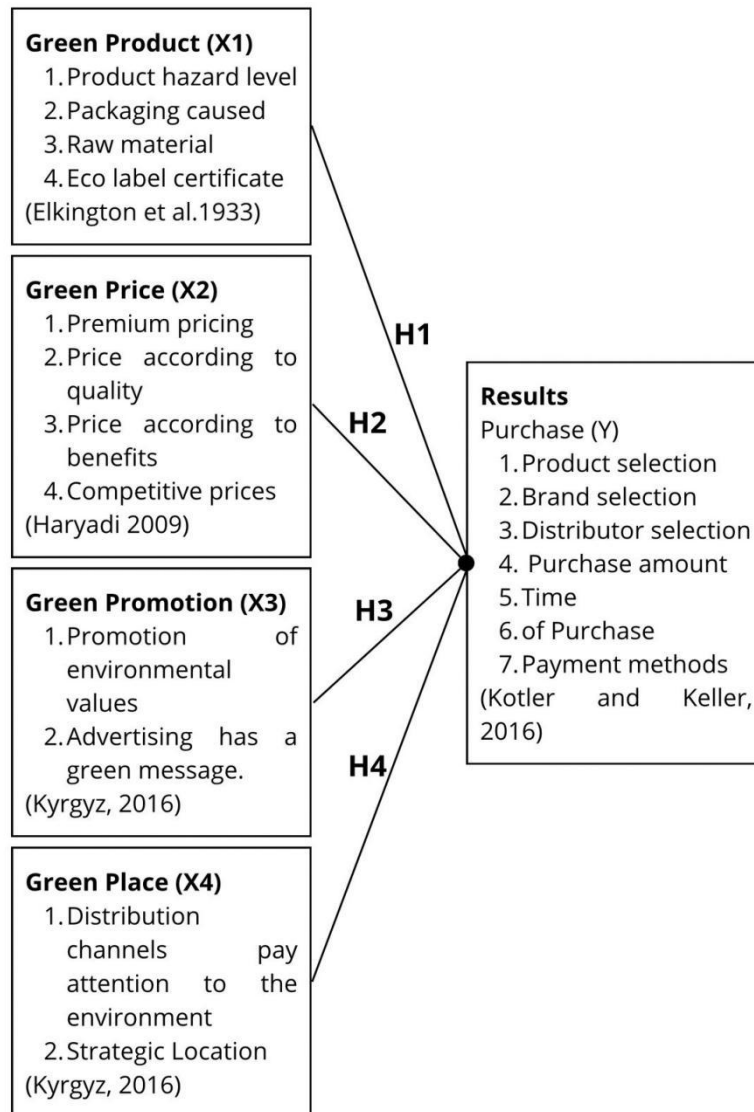 Green Product (X1)
1. Product hazard level
2. Packaging caused
3. Raw material
4. Eco label certificate
(Elkington et al.1933)
Green Price (X2)
1. Premium pricing
2. Price according to
quality
3. Price according to
benefits
4. Competitive prices
(Haryadi 2009)
Green Promotion (X3)
1. Promotion of
environmental
values
2. Advertising has a
green message.
(Kyrgyz, 2016)
Green Place (X4)
1. Distribution
channels pay
attention to the
environment
2. Strategic Location
(Kyrgyz, 2016)
H1
H2
H3
H4
Results
Purchase (Y)
1. Product selection
2. Brand selection
3. Distributor selection
4. Purchase amount
5. Time
6. of Purchase
7. Payment methods
(Kotler and Keller,
2016)